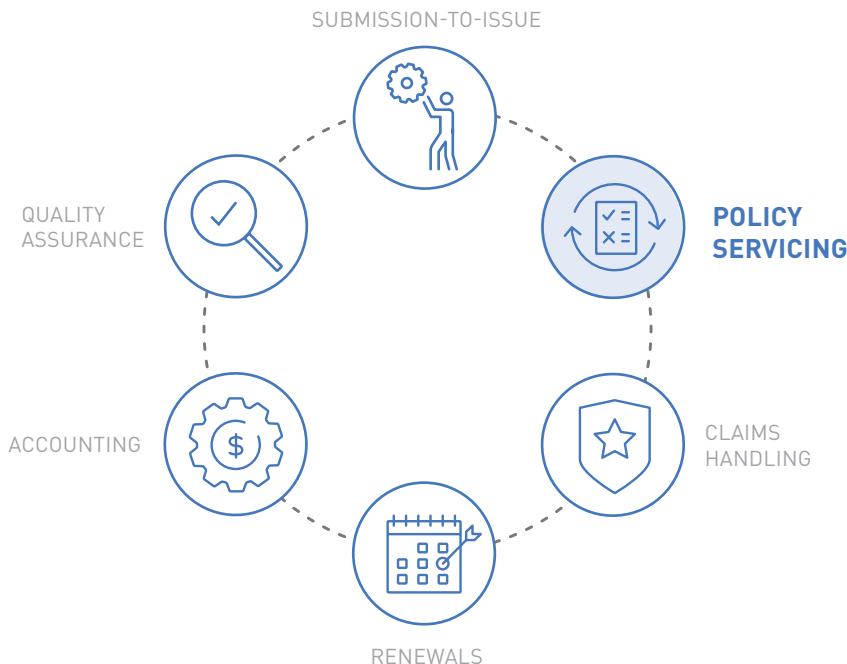 SUBMISSION-TO-ISSUE
POLICY
SERVICING
CLAIMS
HANDLING
RENEWALS
ACCOUNTING
$
QUALITY
ASSURANCE